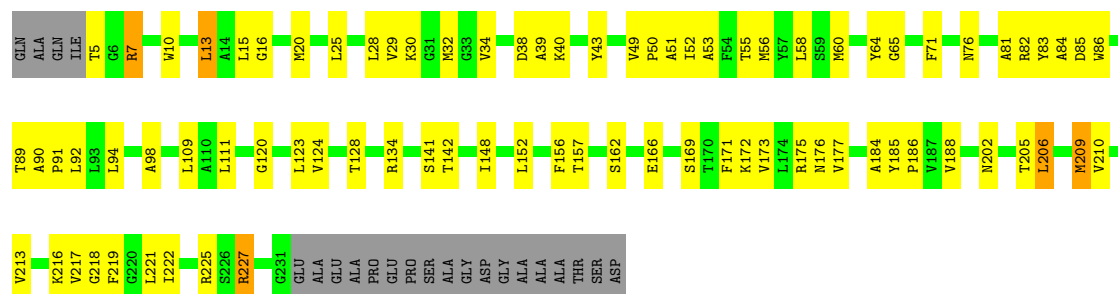 GLN ALA GLN ILE T5 G6 R7 W10 L13 A14 L15 G16 M20 L25 L28 V29 K30 G31 M32 G33 V34 D38 A39 K40 Y43 V49 P50 A51 I52 A53 F54 T55 M56 Y57 L58 S59 M60 Y64 G65 F71 N76 A81 R82 Y83 A84 D85 W86
T89 A90 P91 L92 L93 L94 A98 L109 A110 L111 G120 L123 V124 T128 R134 S141 T142 I148 L152 F156 T157 S162 E166 S169 T170 F171 K172 V173 L174 R175 N176 V177 A184 Y185 P186 V187 V188 N202 T205 L206 M209 V210
V213 K216 V217 G218 F219 G220 L221 I222 R225 S226 R227 G231 GLU ALA GLU ALA PRO GLU PRO SER ALA GLY ASP GLY ALA ALA ALA THR SER ASP